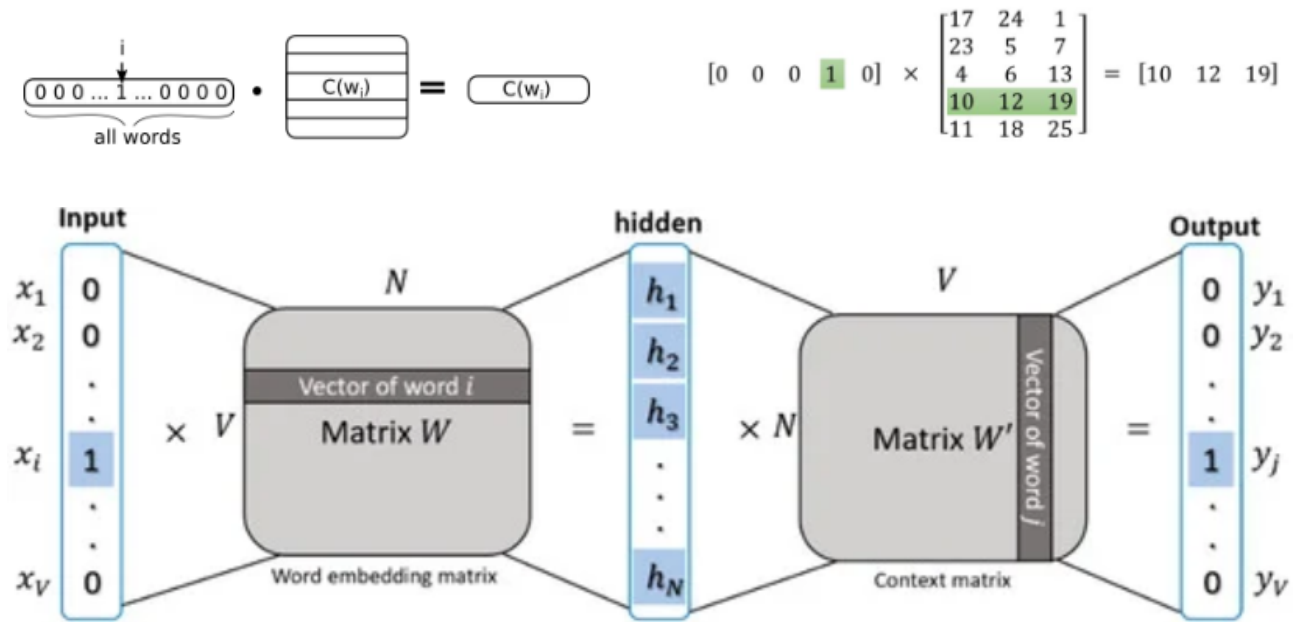 i
0 0 0 ... 1 ... 0 0 0 0 • C(wᵢ) = C(wᵢ)
all words
[0 0 0 1 0] × [17 24 1
23 5 7
4 6 13
10 12 19
11 18 25] = [10 12 19]
Input
hidden
Output
N
V
x₁ 0
x₂ 0
.
.
xᵢ 1
.
.
x_V 0
× V
Vector of word i
Matrix W
Word embedding matrix
=
h₁
h₂
h₃
.
.
.
h_N
× N
Matrix W′
Vector of word j
Context matrix
=
0 y₁
0 y₂
.
.
1 yⱼ
.
.
0 y_V